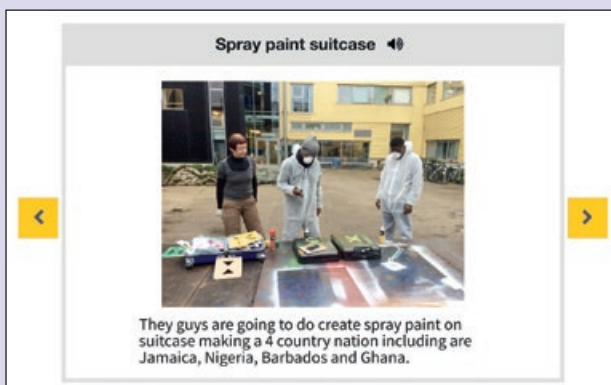 Spray paint suitcase
They guys are going to do create spray paint on
suitcase making a 4 country nation including are
Jamaica, Nigeria, Barbados and Ghana.